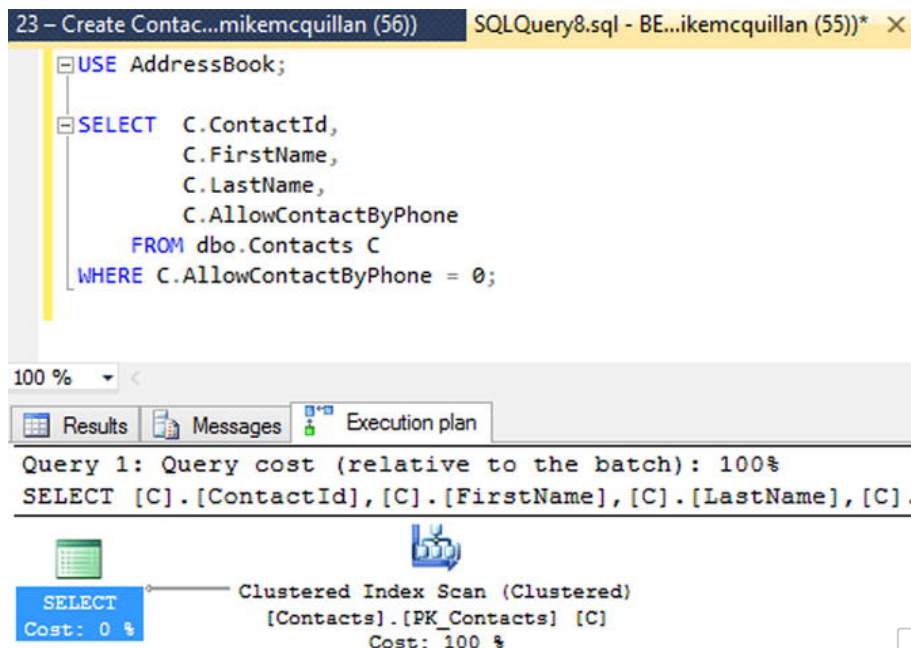 23 – Create Contac...mikemcquillan (56))
SQLQuery8.sql - BE...ikemcquillan (55))*
USE AddressBook;
SELECT C.ContactId,
C.FirstName,
C.LastName,
C.AllowContactByPhone
FROM dbo.Contacts C
WHERE C.AllowContactByPhone = 0;
100 %
Results
Messages
Execution plan
Query 1: Query cost (relative to the batch): 100%
SELECT [C].[ContactId],[C].[FirstName],[C].[LastName],[C].
Clustered Index Scan (Clustered)
[Contacts].[PK_Contacts] [C]
Cost: 100 %
SELECT
Cost: 0 %